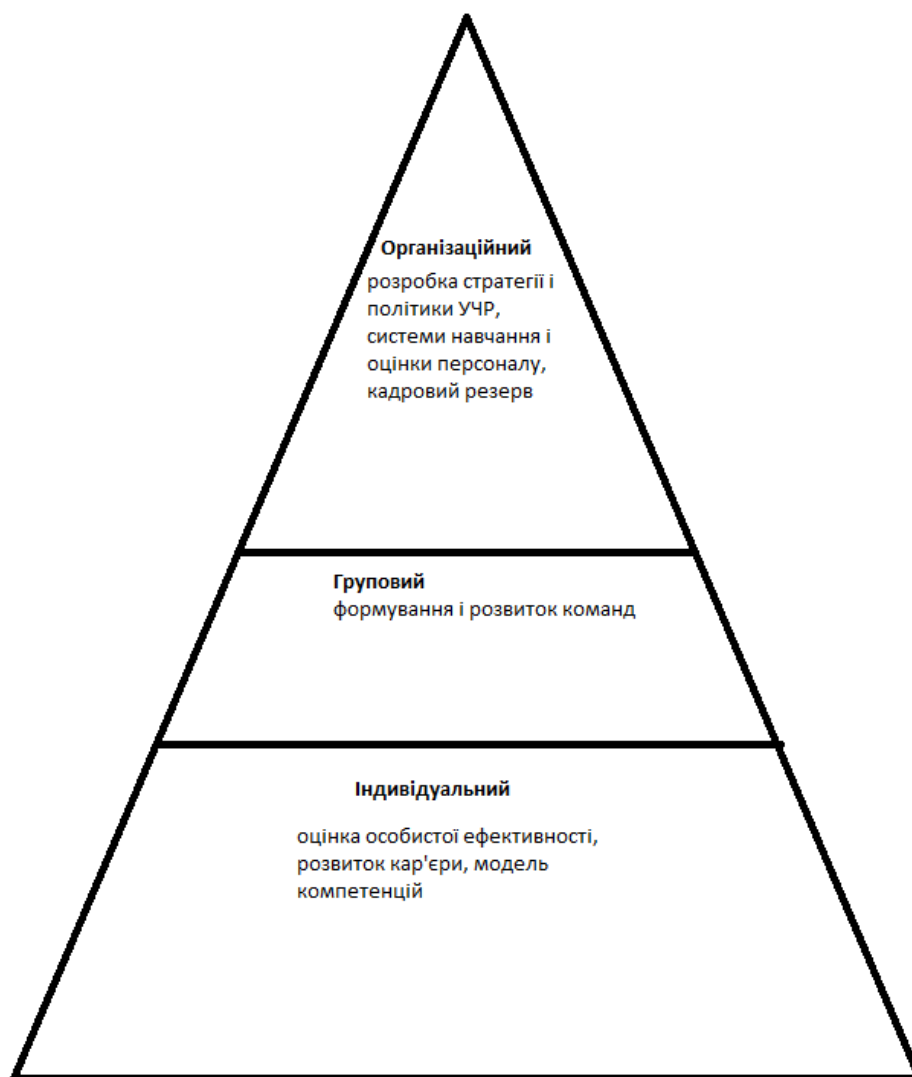 Організаційний
розробка стратегії і
політики УЧР,
системи навчання і
оцінки персоналу,
кадровий резерв
Груповий
формування і розвиток команд
Індивідуальний
оцінка особистої ефективності,
розвиток кар'єри, модель
компетенцій